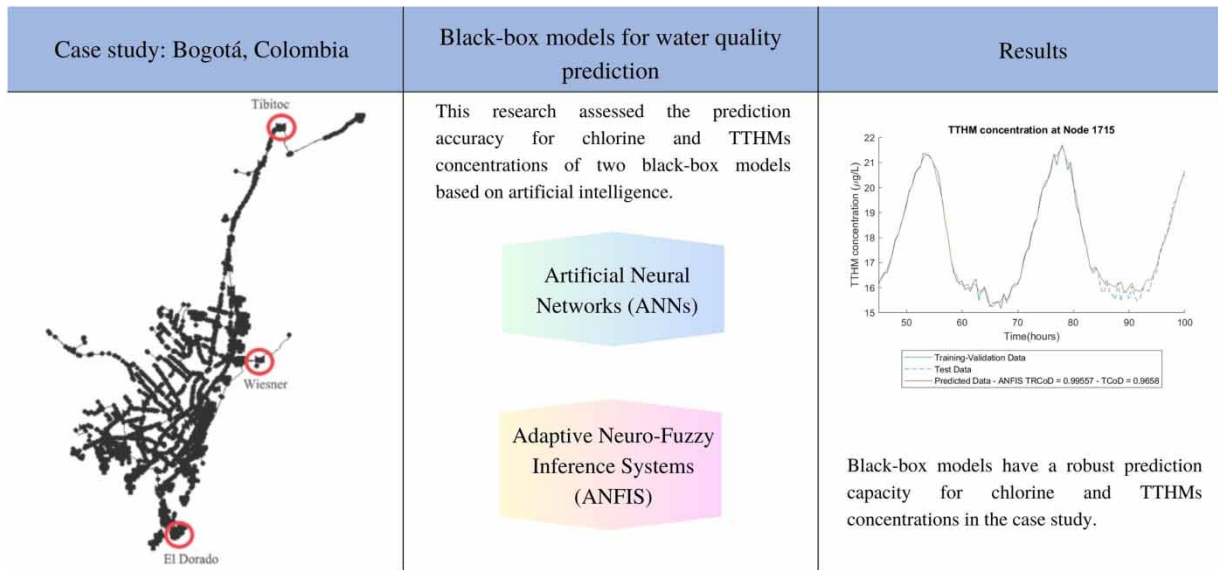 Case study: Bogotá, Colombia
Black-box models for water quality
prediction
Results
Tibitoc
Wiesner
El Dorado
This research assessed the prediction
accuracy for chlorine and TTHMs
concentrations of two black-box models
based on artificial intelligence.
Artificial Neural
Networks (ANNs)
Adaptive Neuro-Fuzzy
Inference Systems
(ANFIS)
TTHM concentration at Node 1715
TTHM concentration (μg/L)
22
21
20
19
18
17
16
15
50
60
70
80
90
100
Time(hours)
Training-Validation Data
Test Data
Predicted Data - ANFIS TRCoD = 0.99557 - TCoD = 0.9658
Black-box models have a robust prediction
capacity for chlorine and TTHMs
concentrations in the case study.